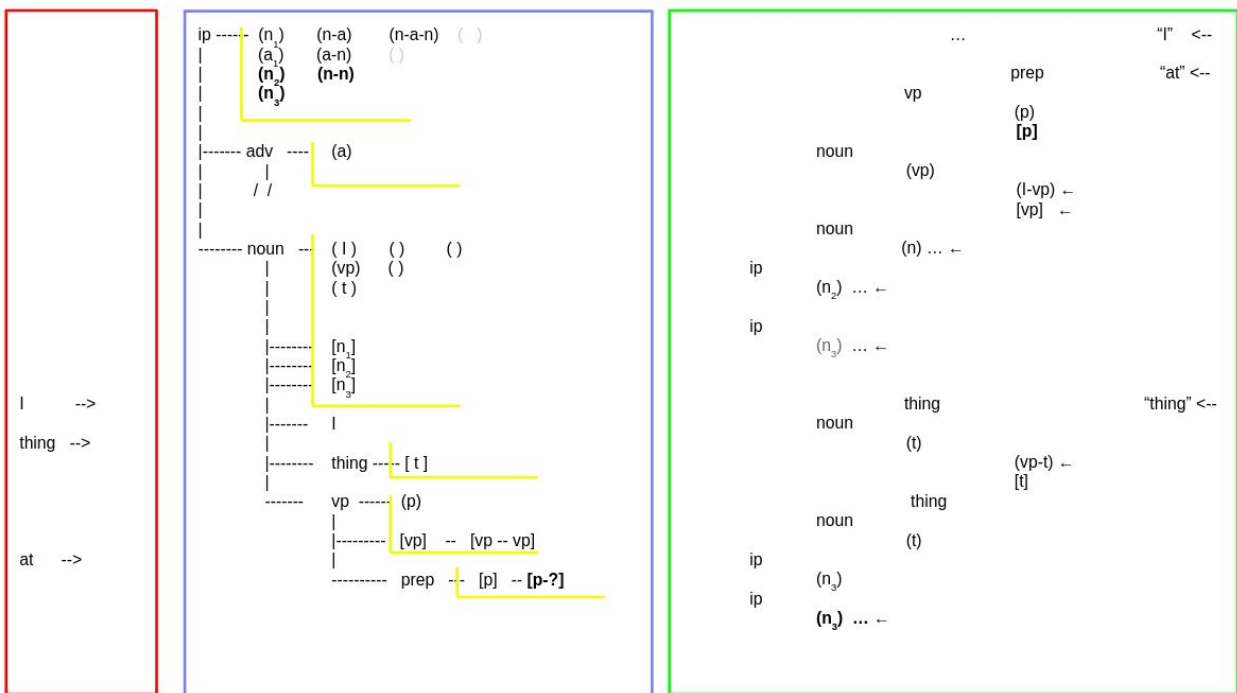 I -->
thing -->
at -->
ip ------ (n1) (n-a) (n-a-n) ( )
| (a1) (a-n) ( )
| (n2) (n-n)
| (n3)
|
|
|------- adv ---- (a)
| |
| / /
|
|
-------- noun --- ( I ) ( ) ( )
| (vp) ( )
| ( t )
|
|
|-------- [n1]
|-------- [n2]
|-------- [n3]
|
|------- I
|
|-------- thing ----- [ t ]
|
------- vp ------ (p)
|
|--------- [vp] -- [vp -- vp]
|
---------- prep --- [p] -- [p-?]
… “I” <--
prep “at” <--
vp
(p)
[p]
noun
(vp)
(I-vp) ←
[vp] ←
noun
(n) … ←
ip
(n2) … ←
ip
(n3) … ←
thing “thing” <--
noun
(t)
(vp-t) ←
[t]
thing
noun
(t)
ip
(n3)
ip
(n3) … ←